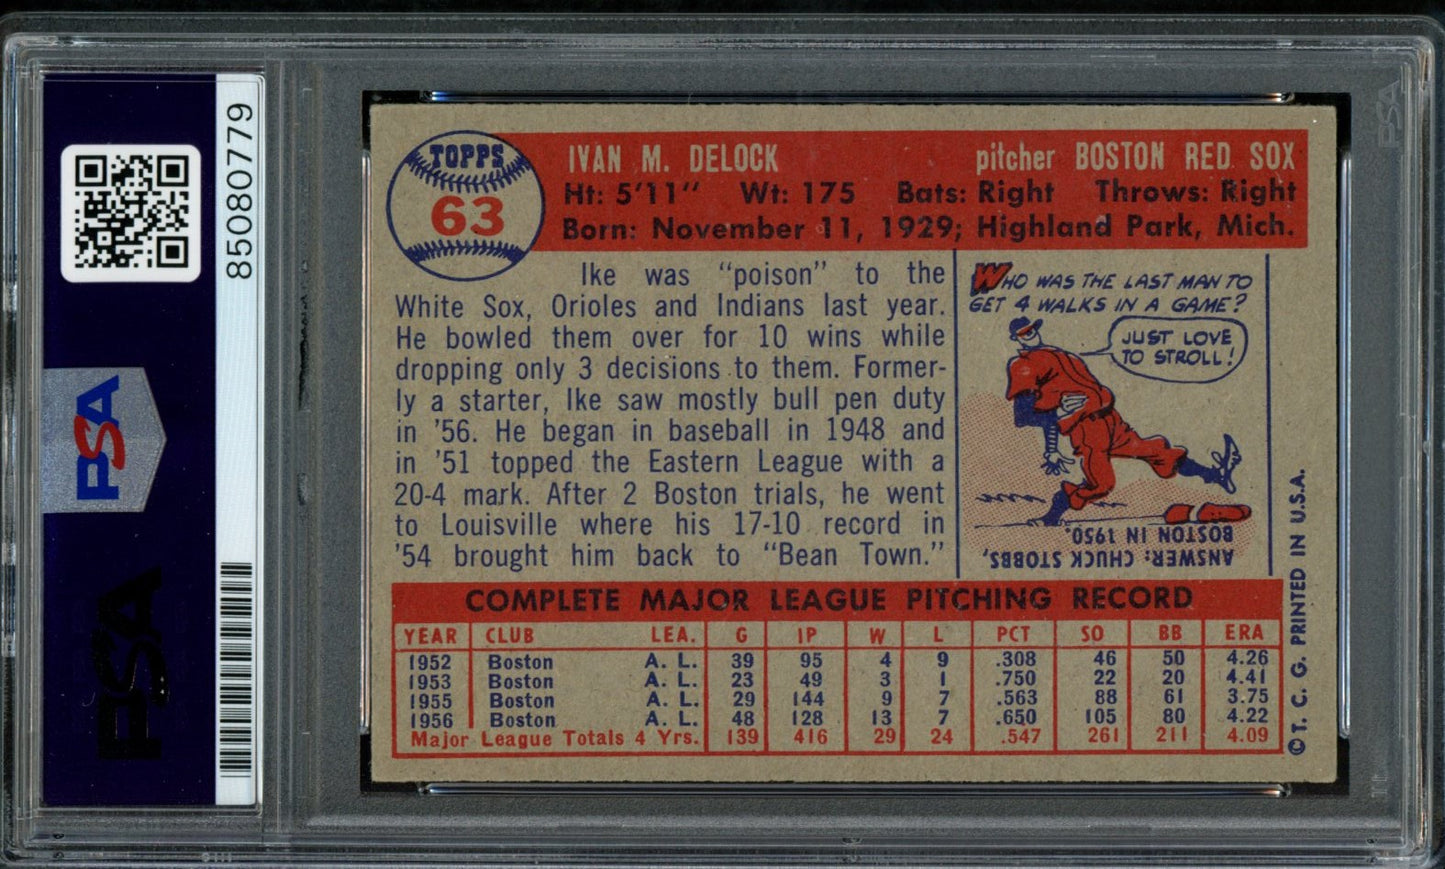 85080779
PSA
PSA
PSA
TOPPS
63
IVAN M. DELOCK
pitcher BOSTON RED SOX
Ht: 5'11" Wt: 175 Bats: Right Throws: Right
Born: November 11, 1929; Highland Park, Mich.
Ike was "poison" to the
White Sox, Orioles and Indians last year.
He bowled them over for 10 wins while
dropping only 3 decisions to them. Former-
ly a starter, Ike saw mostly bull pen duty
in '56. He began in baseball in 1948 and
in '51 topped the Eastern League with a
20-4 mark. After 2 Boston trials, he went
to Louisville where his 17-10 record in
'54 brought him back to "Bean Town."
WHO WAS THE LAST MAN TO
GET 4 WALKS IN A GAME?
JUST LOVE
TO STROLL!
ANSWER: CHUCK STOBBS,
BOSTON IN 1950.
COMPLETE MAJOR LEAGUE PITCHING RECORD
YEAR CLUB LEA. G IP W L PCT SO BB ERA
1952 Boston A. L. 39 95 4 9 .308 46 50 4.26
1953 Boston A. L. 23 49 3 1 .750 22 20 4.41
1955 Boston A. L. 29 144 9 7 .563 88 61 3.75
1956 Boston A. L. 48 128 13 7 .650 105 80 4.22
Major League Totals 4 Yrs. 139 416 29 24 .547 261 211 4.09
©T. C. G. PRINTED IN U.S.A.